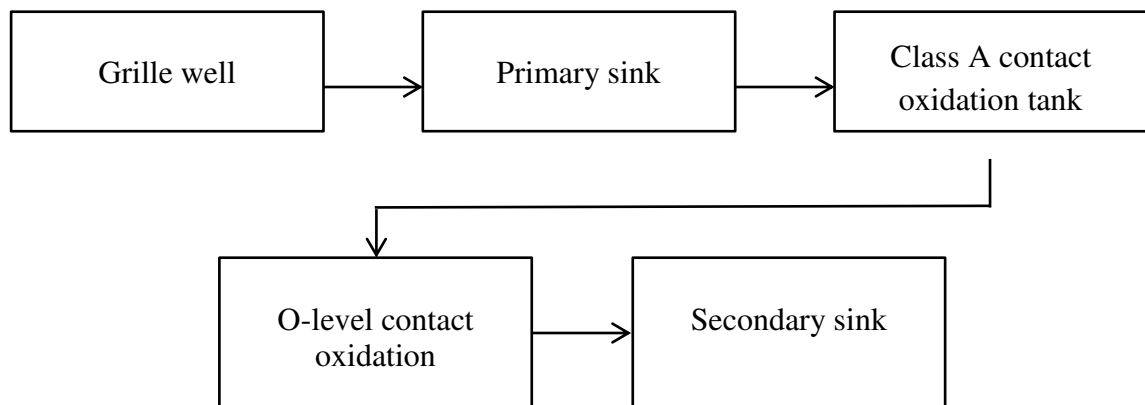 Grille well
Primary sink
Class A contact
oxidation tank
O-level contact
oxidation
Secondary sink